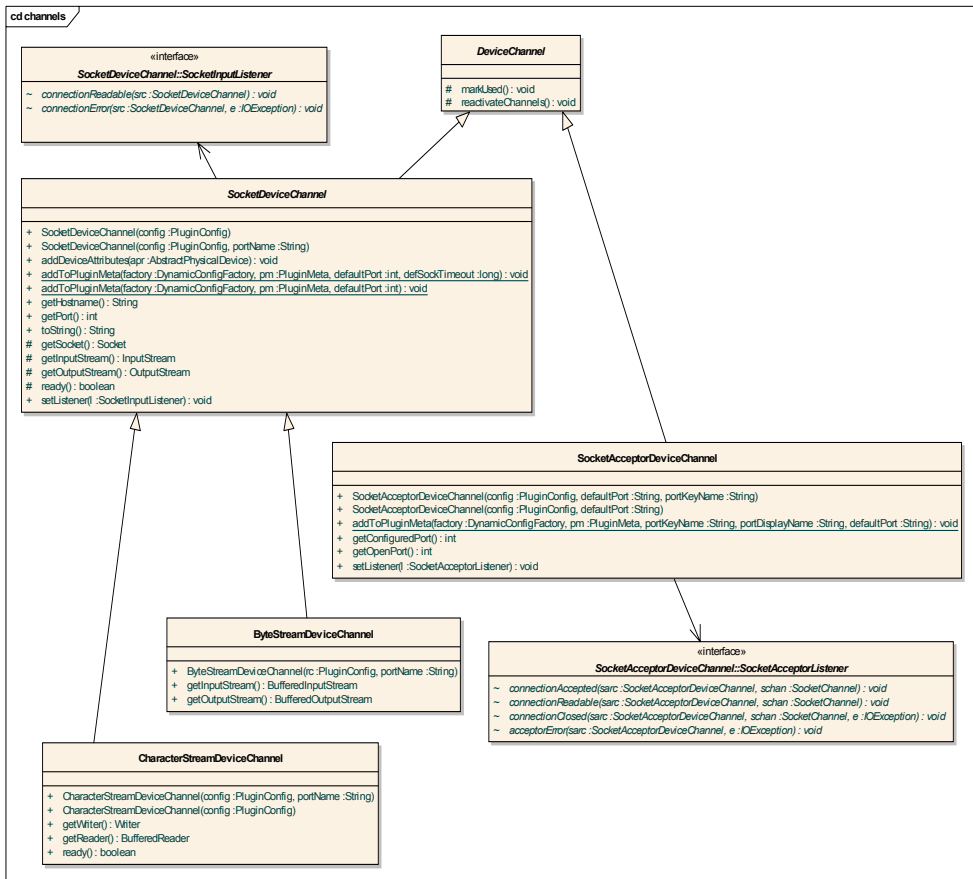 cd channels
«interface»
SocketDeviceChannel::SocketInputListener
~ connectionReadable(src :SocketDeviceChannel) : void
~ connectionError(src :SocketDeviceChannel, e :IOException) : void
DeviceChannel
# markUsed() : void
# reactivateChannels() : void
SocketDeviceChannel
+ SocketDeviceChannel(config :PluginConfig)
+ SocketDeviceChannel(config :PluginConfig, portName :String)
+ addDeviceAttributes(apr :AbstractPhysicalDevice) : void
+ addToPluginMeta(factory :DynamicConfigFactory, pm :PluginMeta, defaultPort :int, defSockTimeout :long) : void
+ addToPluginMeta(factory :DynamicConfigFactory, pm :PluginMeta, defaultPort :int) : void
+ getHostname() : String
+ getPort() : int
+ toString() : String
# getSocket() : Socket
# getInputStream() : InputStream
# getOutputStream() : OutputStream
# ready() : boolean
+ setListener(l :SocketInputListener) : void
SocketAcceptorDeviceChannel
+ SocketAcceptorDeviceChannel(config :PluginConfig, defaultPort :String, portKeyName :String)
+ SocketAcceptorDeviceChannel(config :PluginConfig, defaultPort :String)
+ addToPluginMeta(factory :DynamicConfigFactory, pm :PluginMeta, portKeyName :String, portDisplayName :String, defaultPort :String) : void
+ getConfiguredPort() : int
+ getOpenPort() : int
+ setListener(l :SocketAcceptorListener) : void
ByteStreamDeviceChannel
+ ByteStreamDeviceChannel(rc :PluginConfig, portName :String)
+ getInputStream() : BufferedInputStream
+ getOutputStream() : BufferedOutputStream
«interface»
SocketAcceptorDeviceChannel::SocketAcceptorListener
~ connectionAccepted(sarc :SocketAcceptorDeviceChannel, schan :SocketChannel) : void
~ connectionReadable(sarc :SocketAcceptorDeviceChannel, schan :SocketChannel) : void
~ connectionClosed(sarc :SocketAcceptorDeviceChannel, schan :SocketChannel, e :IOException) : void
~ acceptorError(sarc :SocketAcceptorDeviceChannel, e :IOException) : void
CharacterStreamDeviceChannel
+ CharacterStreamDeviceChannel(config :PluginConfig, portName :String)
+ CharacterStreamDeviceChannel(config :PluginConfig)
+ getWriter() : Writer
+ getReader() : BufferedReader
+ ready() : boolean